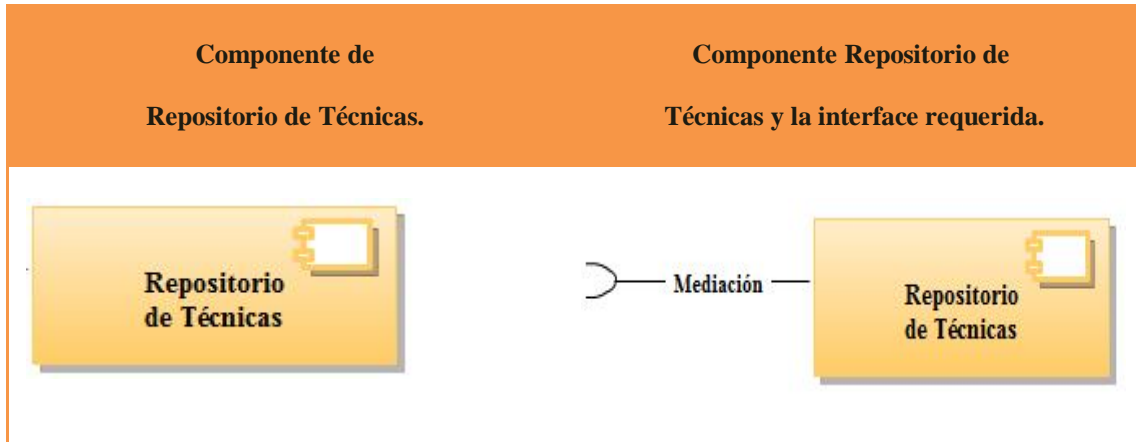 Componente de
Repositorio de Técnicas.
Componente Repositorio de
Técnicas y la interface requerida.
Repositorio
de Técnicas
Mediación
Repositorio
de Técnicas